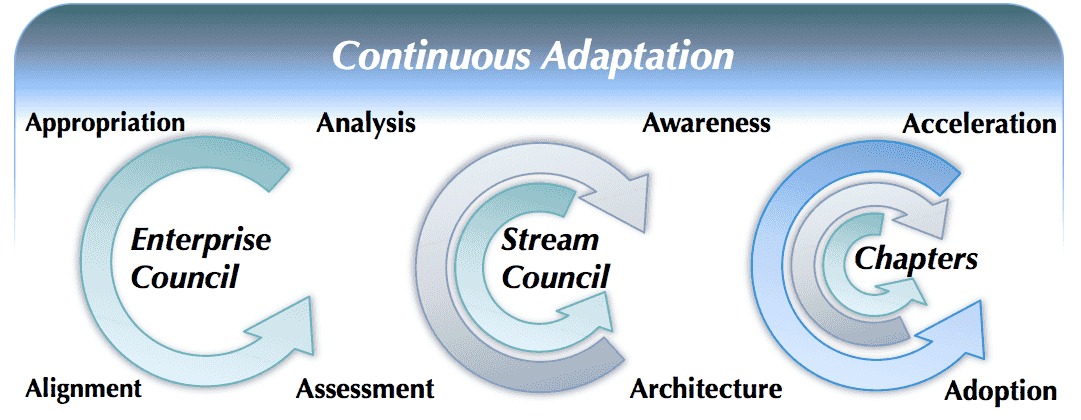 Continuous Adaptation
Appropriation Analysis Awareness Acceleration
Enterprise
Council
Stream
Council
Chapters
Alignment Assessment Architecture Adoption